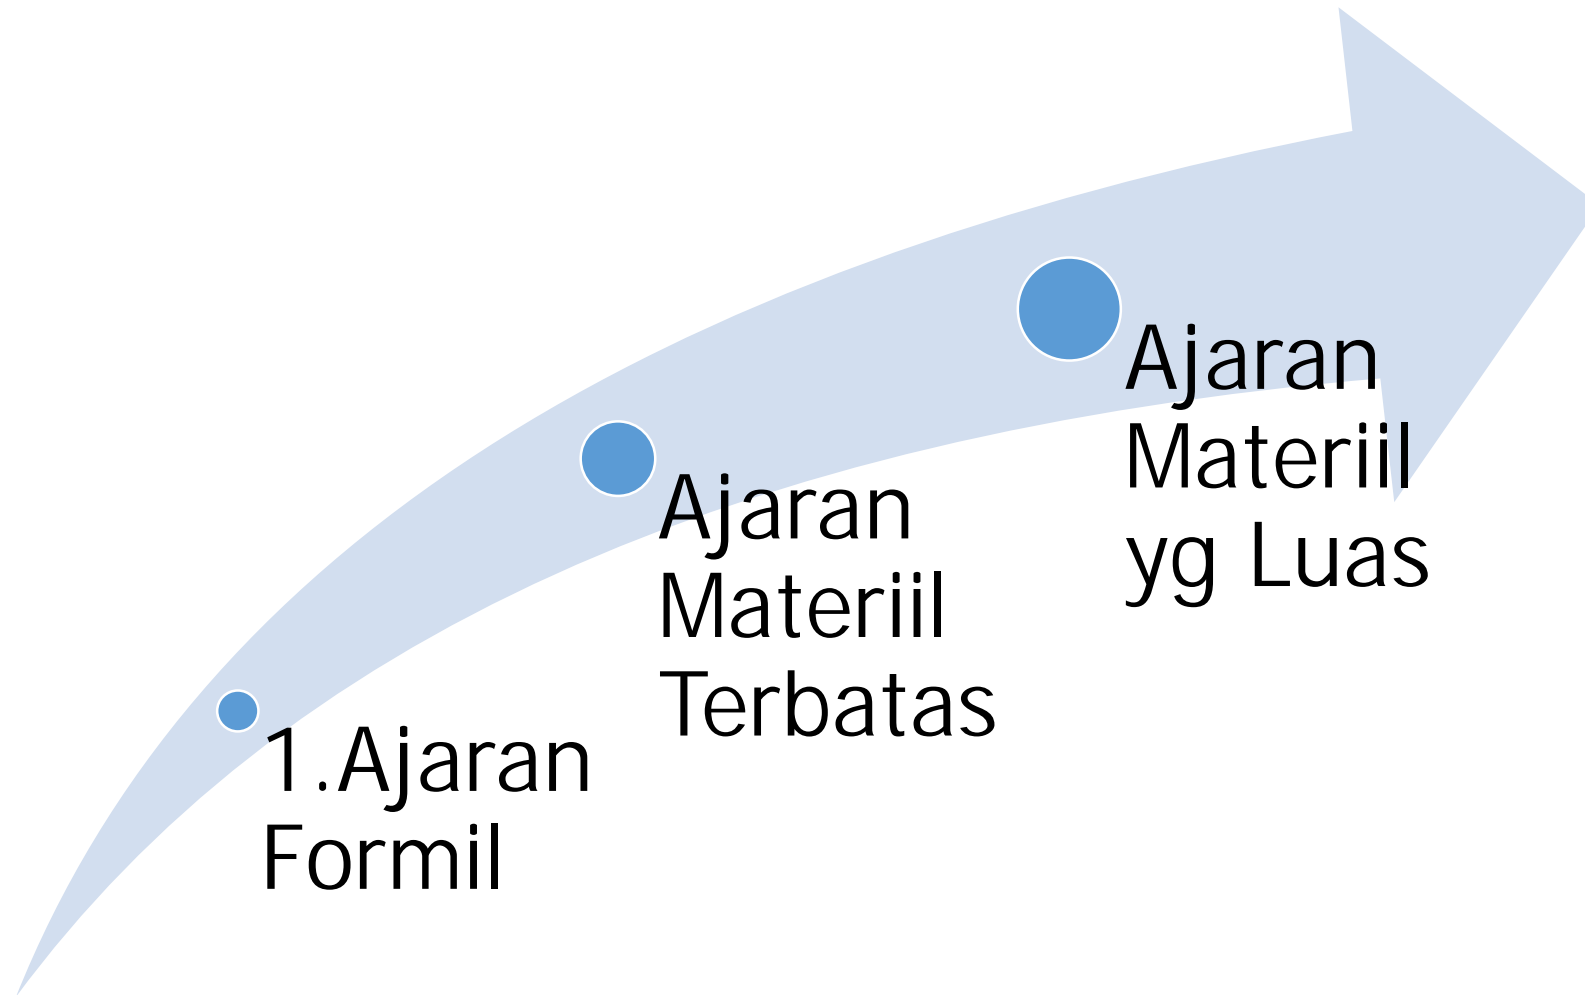 1.Ajaran
Formil
Ajaran
Materiil
Terbatas
Ajaran
Materiil
yg Luas